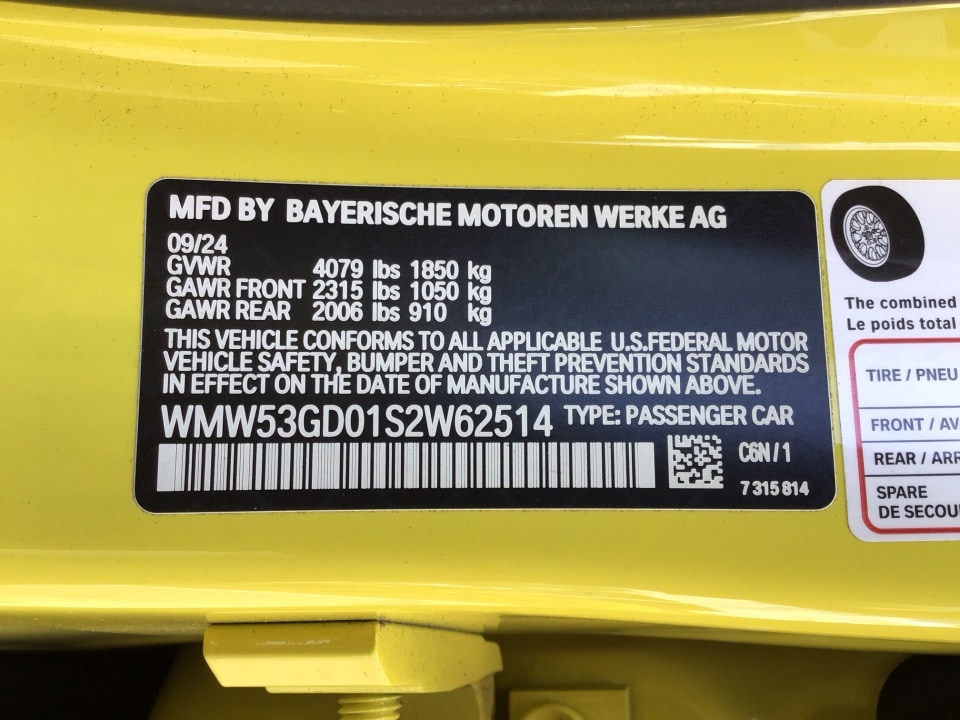 MFD BY BAYERISCHE MOTOREN WERKE AG
09/24
GVWR 4079 lbs 1850 kg
GAWR FRONT 2315 lbs 1050 kg
GAWR REAR 2006 lbs 910 kg
THIS VEHICLE CONFORMS TO ALL APPLICABLE U.S.FEDERAL MOTOR
VEHICLE SAFETY, BUMPER AND THEFT PREVENTION STANDARDS
IN EFFECT ON THE DATE OF MANUFACTURE SHOWN ABOVE.
WMW53GD01S2W62514 TYPE: PASSENGER CAR
C6N/1
7 315 814
The combined
Le poids total
TIRE / PNEU
FRONT / AV
REAR / ARR
SPARE
DE SECOU